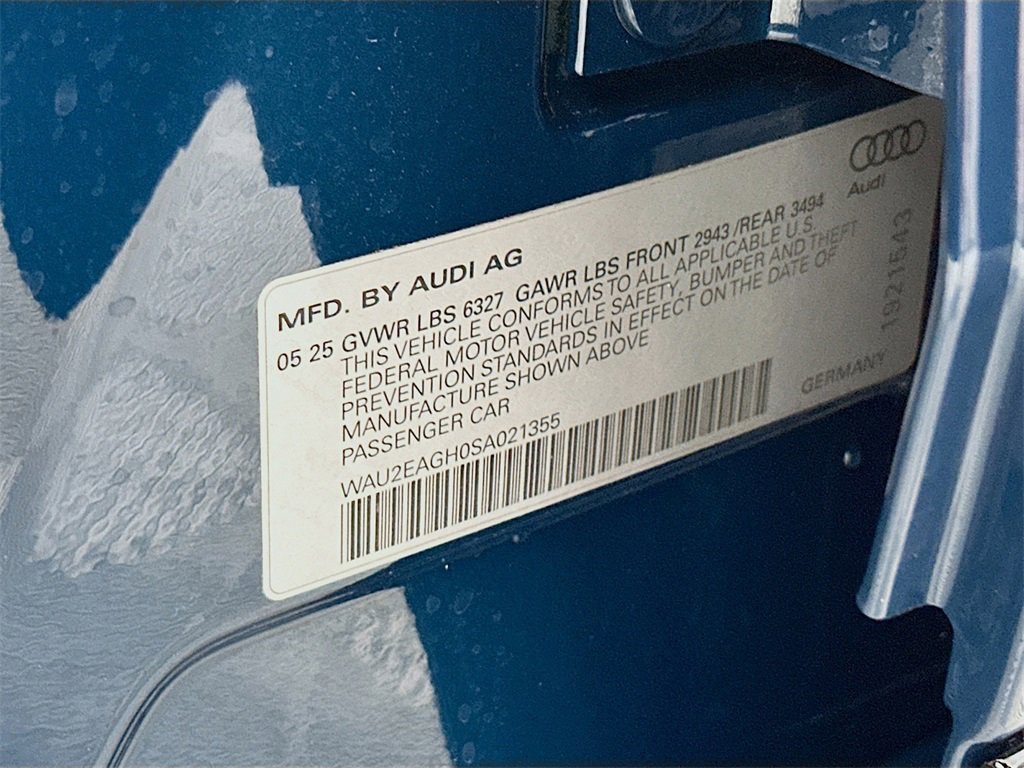 Audi
MFD. BY AUDI AG
05 25 GVWR LBS 6327 GAWR LBS FRONT 2943 /REAR 3494
THIS VEHICLE CONFORMS TO ALL APPLICABLE U.S.
FEDERAL MOTOR VEHICLE SAFETY, BUMPER AND THEFT
PREVENTION STANDARDS IN EFFECT ON THE DATE OF
MANUFACTURE SHOWN ABOVE
PASSENGER CAR
WAU2EAGH0SA021355
GERMANY
1921543